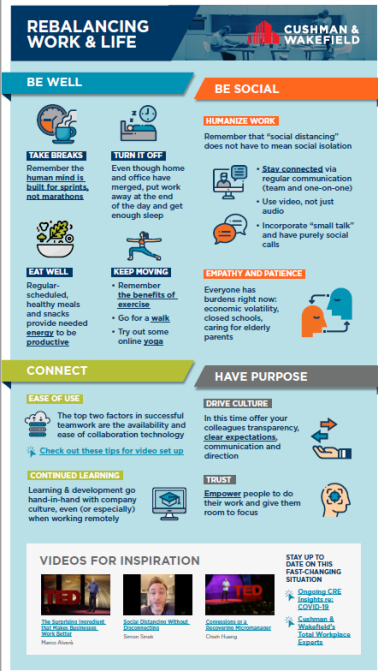 REBALANCING
WORK & LIFE
CUSHMAN &
WAKEFIELD
BE WELL
TAKE BREAKS
Remember the
human mind is
built for sprints,
not marathons
TURN IT OFF
Even though home
and office have
merged, put work
away at the end
of the day and get
enough sleep
EAT WELL
Regular-
scheduled,
healthy meals
and snacks
provide needed
energy to be
productive
KEEP MOVING
• Remember
the benefits of
exercise
• Go for a walk
• Try out some
online yoga
BE SOCIAL
HUMANIZE WORK
Remember that “social distancing”
does not have to mean social isolation
• Stay connected via
regular communication
(team and one-on-one)
• Use video, not just
audio
• Incorporate “small talk”
and have purely social
calls
EMPATHY AND PATIENCE
Everyone has
burdens right now:
economic volatility,
closed schools,
caring for elderly
parents
CONNECT
EASE OF USE
The top two factors in successful
teamwork are the availability and
ease of collaboration technology
Check out these tips for video set up
CONTINUED LEARNING
Learning & development go
hand-in-hand with company
culture, even (or especially)
when working remotely
HAVE PURPOSE
DRIVE CULTURE
In this time offer your
colleagues transparency,
clear expectations,
communication and
direction
TRUST
Empower people to do
their work and give them
room to focus
VIDEOS FOR INSPIRATION
TED
The Surprising Ingredient
that Makes Businesses
Work Better
Marco Alverà
Social Distancing Without
Disconnecting
Simon Sinek
TED
Confessions of a
Recovering Micromanager
Chieh Huang
STAY UP TO
DATE ON THIS
FAST-CHANGING
SITUATION
Ongoing CRE
Insights re:
COVID-19
Cushman &
Wakefield's
Total Workplace
Experts